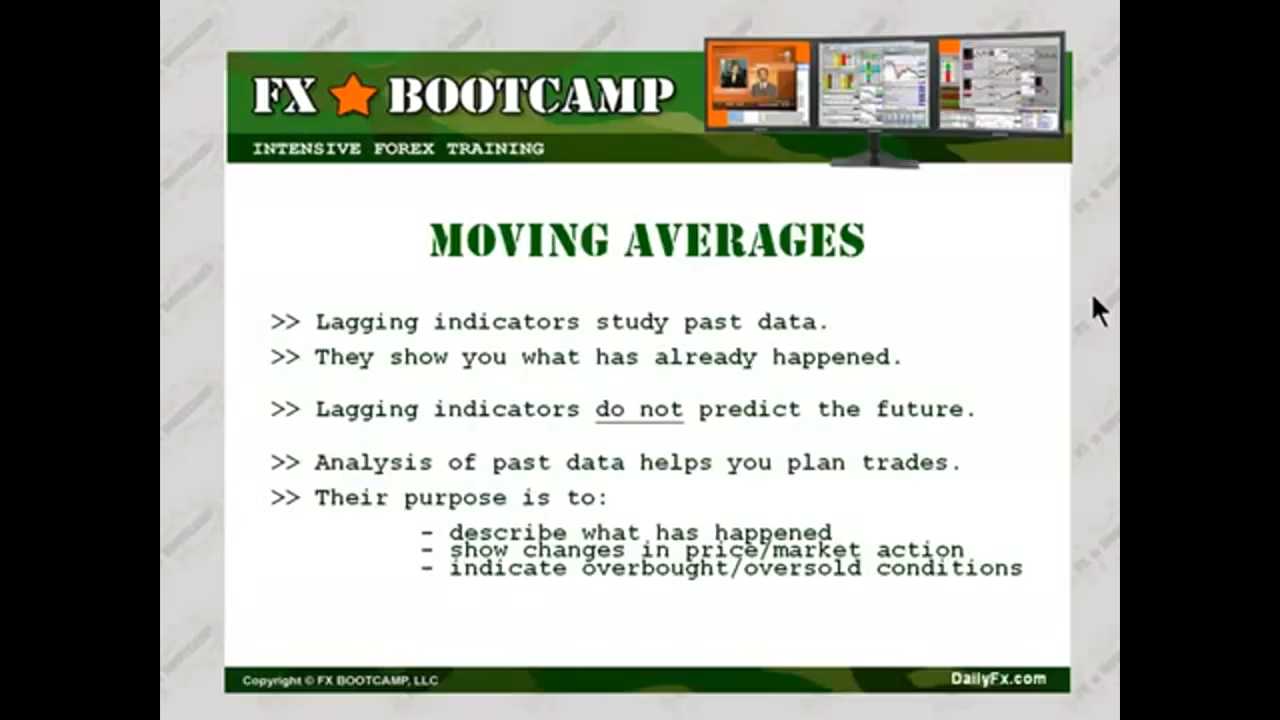 FX BOOTCAMP
INTENSIVE FOREX TRAINING
MOVING AVERAGES
>> Lagging indicators study past data.
>> They show you what has already happened.
>> Lagging indicators do not predict the future.
>> Analysis of past data helps you plan trades.
>> Their purpose is to:
- describe what has happened
- show changes in price/market action
- indicate overbought/oversold conditions
Copyright © FX BOOTCAMP, LLC
DailyFx.com